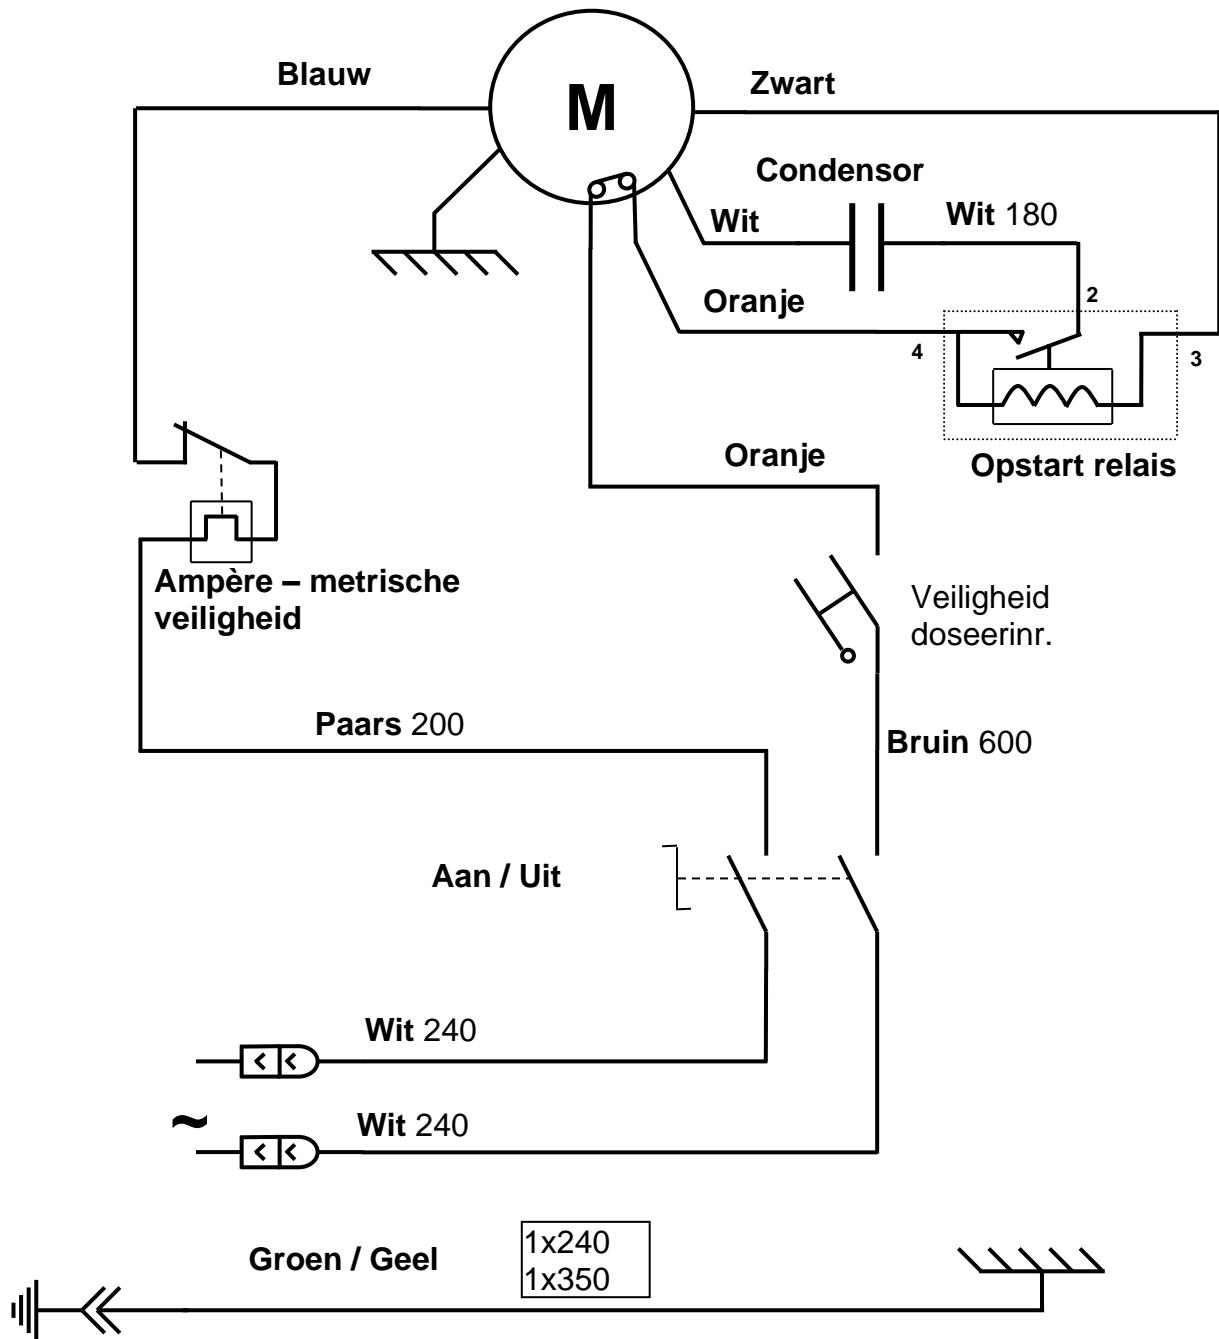 Blauw
M
Zwart
Condensor
Wit
Wit 180
Oranje
2
4
3
Opstart relais
Oranje
Ampère – metrische
veiligheid
Veiligheid
doseerinr.
Paars 200
Bruin 600
Aan / Uit
Wit 240
~
Wit 240
Groen / Geel
1x240
1x350